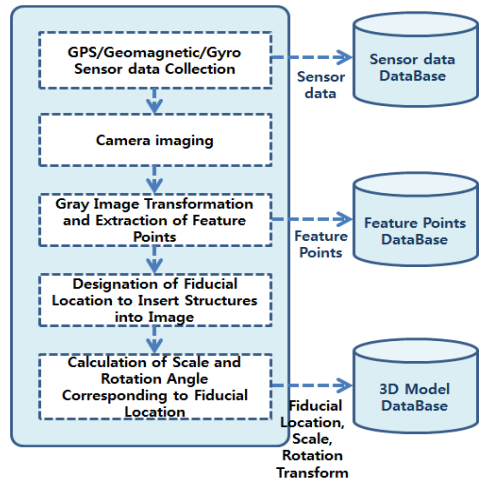 GPS/Geomagnetic/Gyro
Sensor data Collection
Sensor
data
Sensor data
DataBase
Camera imaging
Gray Image Transformation
and Extraction of Feature
Points
Feature
Points
Feature Points
DataBase
Designation of Fiducial
Location to Insert Structures
into Image
Calculation of Scale and
Rotation Angle
Corresponding to Fiducial
Location
Fiducial
Location,
Scale,
Rotation
Transform
3D Model
DataBase